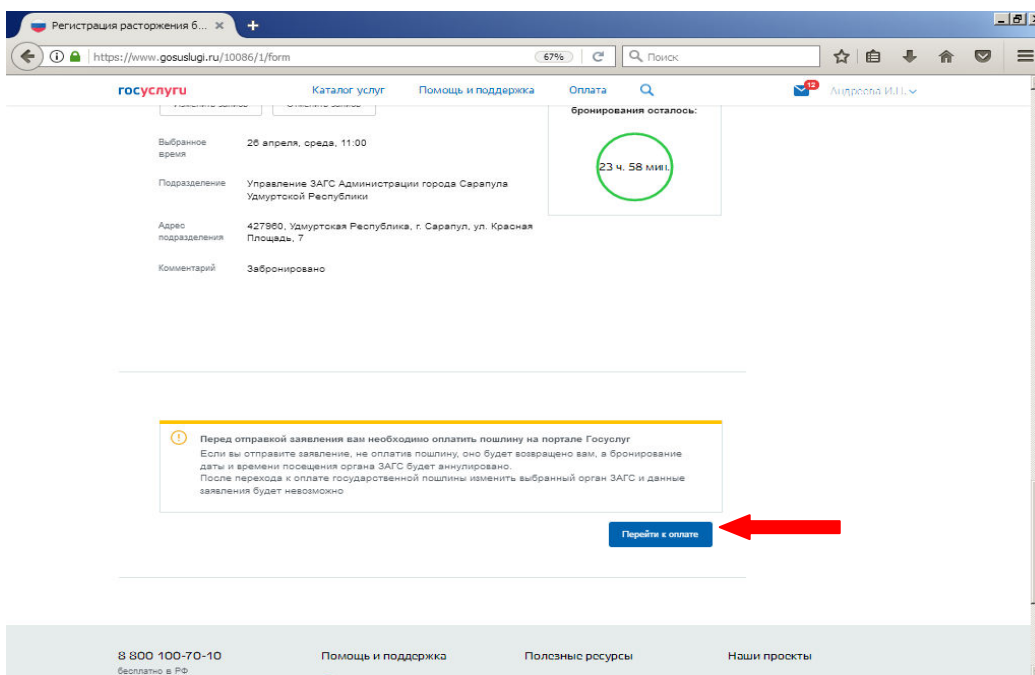 Регистрация расторжения б...
https://www.gosuslugi.ru/10086/1/form
67%
Поиск
госуслуги
Каталог услуг
Помощь и поддержка
Оплата
12
Андреева И.Н.
бронирования осталось:
23 ч. 58 мин.
Выбранное
время
26 апреля, среда, 11:00
Подразделение
Управление ЗАГС Администрации города Сарапула
Удмуртской Республики
Адрес
подразделения
427960, Удмуртская Республика, г. Сарапул, ул. Красная
Площадь, 7
Комментарий
Забронировано
Перед отправкой заявления вам необходимо оплатить пошлину на портале Госуслуг
Если вы отправите заявление, не оплатив пошлину, оно будет возвращено вам, а бронирование
даты и времени посещения органа ЗАГС будет аннулировано.
После перехода к оплате государственной пошлины изменить выбранный орган ЗАГС и данные
заявления будет невозможно
Перейти к оплате
8 800 100-70-10
бесплатно в РФ
Помощь и поддержка
Полезные ресурсы
Наши проекты